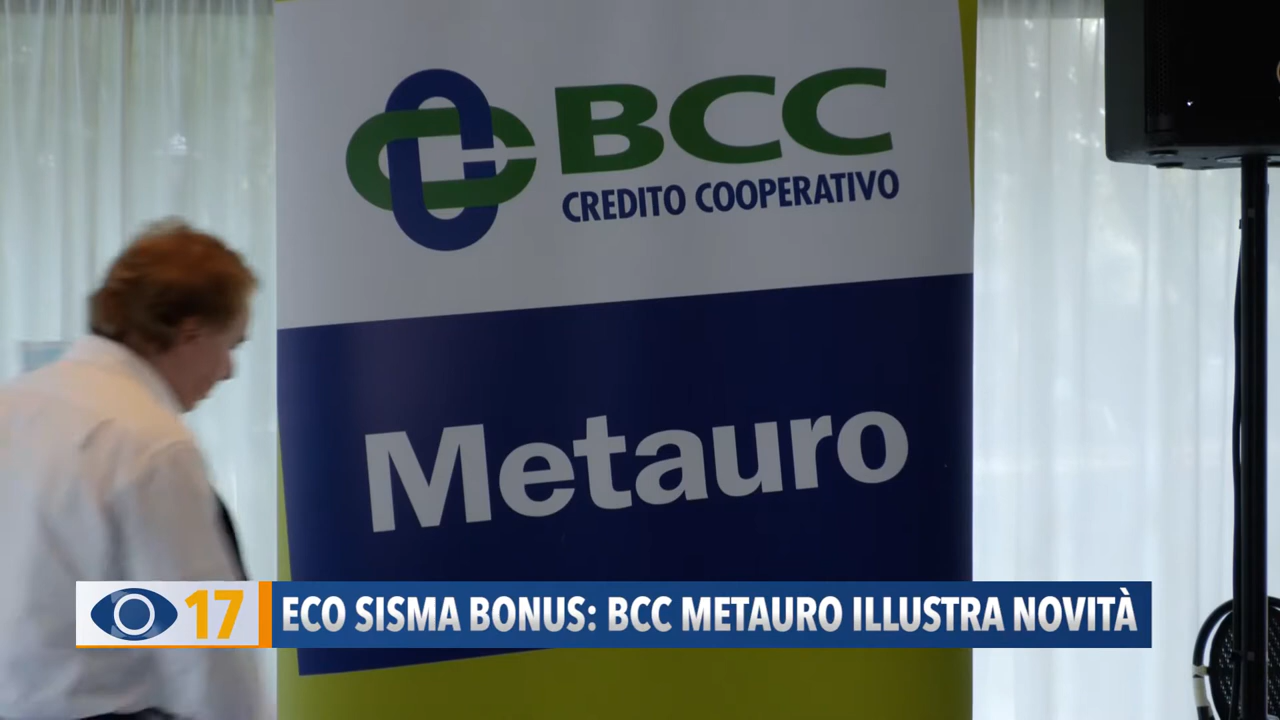 BCC
CREDITO COOPERATIVO
Metauro
17 ECO SISMA BONUS: BCC METAURO ILLUSTRA NOVITÀ